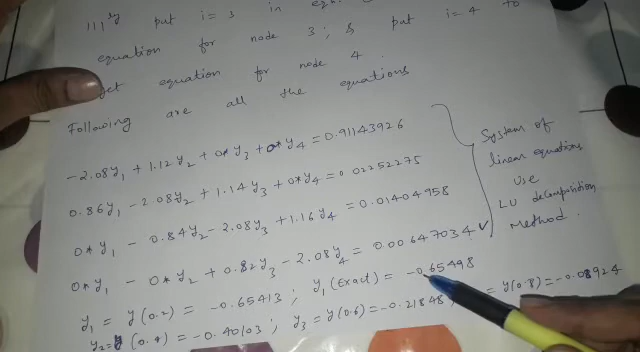 III ly put i = 3 in
equation for node 3 ; & put i = 4 to
get equation for node 4
Following are all the equations
-2.08y₁ + 1.12y₂ + 0*y₃ + 0*y₄ = 0.91143926
0.86y₁ - 2.08y₂ + 1.14y₃ + 0*y₄ = 0.02252275
0*y₁ - 0.84y₂ - 2.08y₃ + 1.16y₄ = 0.01404958
0*y₁ - 0*y₂ + 0.82y₃ - 2.08y₄ = 0.00647034 ✓
System of
linear equations
Use
LU decomposition
Method.
y₁ = y(0.2) = -0.65413 ; y₁(Exact) = -0.65498
y₂ = y(0.4) = -0.40103 ; y₃ = y(0.6) = -0.21848 , = y(0.8) = -0.08924